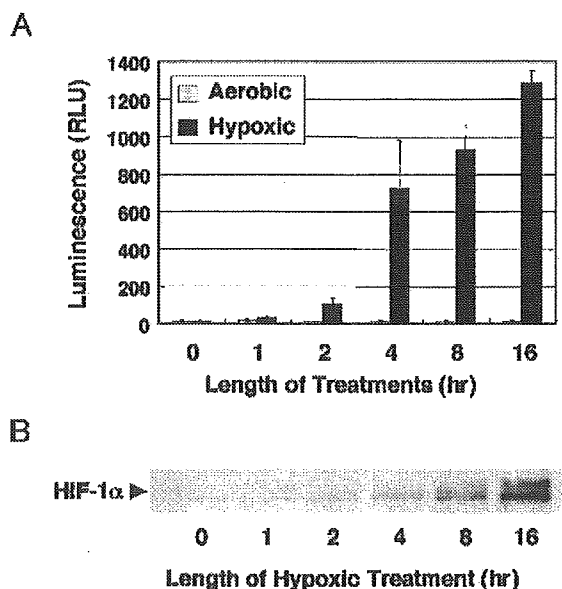 A
Luminescence (RLU)
1400
1200
1000
800
600
400
200
0
Aerobic
Hypoxic
0 1 2 4 8 16
Length of Treatments (hr)
B
HIF-1α
0 1 2 4 8 16
Length of Hypoxic Treatment (hr)